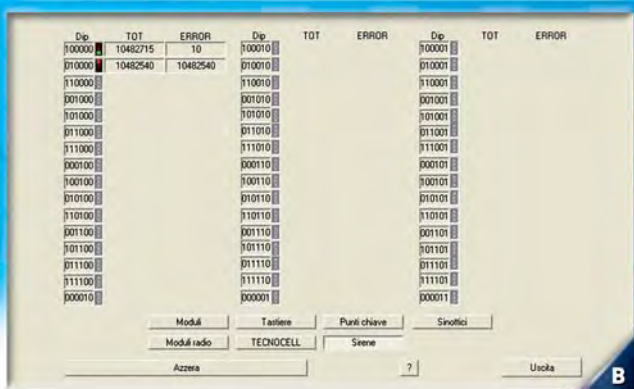 Dip TOT ERROR Dip TOT ERROR Dip TOT ERROR
100000 10482715 10 100010 100001
010000 10482540 10482540 010010 010001
110000 110010 110001
001000 001010 001001
101000 101010 101001
011000 011010 011001
111000 111010 111001
000100 000110 000101
100100 100110 100101
010100 010110 010101
110100 110110 110101
001100 001110 001101
101100 101110 101101
011100 011110 011101
111100 111110 111101
000010 000001 000011
Moduli Tastiere Punti chiave Sinottici
Moduli radio TECNOCELL Sirene
Azzera ? Uscita
B